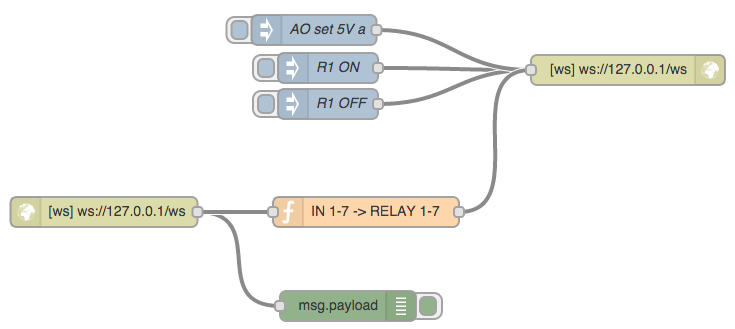 AO set 5V a
R1 ON
[ws] ws://127.0.0.1/ws
R1 OFF
[ws] ws://127.0.0.1/ws
IN 1-7 -> RELAY 1-7
msg.payload